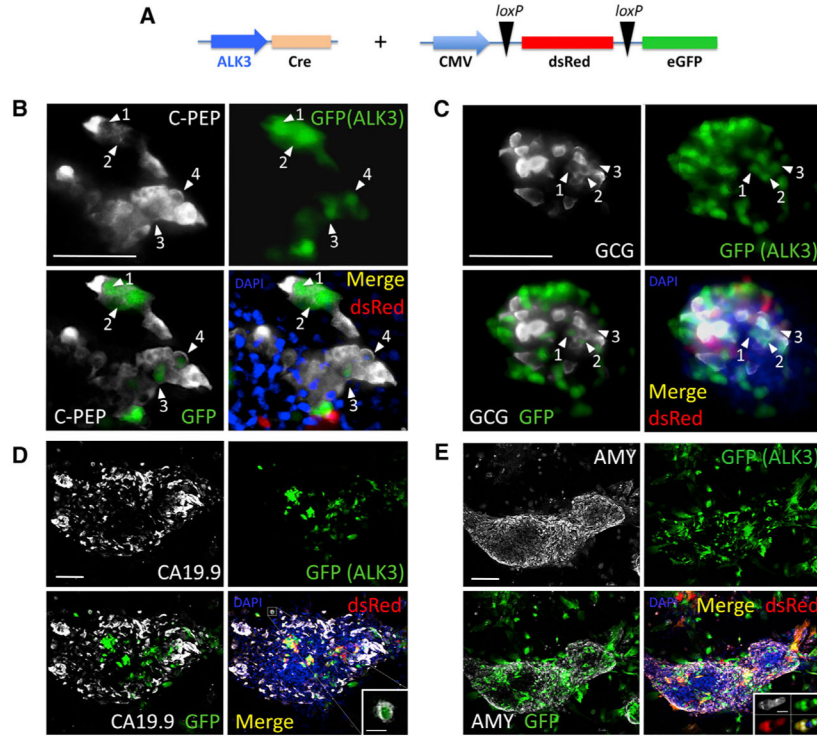 A
loxP loxP
+
ALK3 Cre CMV dsRed eGFP
B
C-PEP
1
2
3
4
GFP(ALK3)
1
2
3
4
1
2
3
4
C-PEP GFP
DAPI
Merge
dsRed
1
2
3
4
C
GCG
1
2
3
GFP (ALK3)
1
2
3
GCG GFP
1
2
3
DAPI
Merge
dsRed
1
2
3
D
CA19.9
GFP (ALK3)
CA19.9 GFP
DAPI
dsRed
Merge
E
AMY
GFP (ALK3)
AMY GFP
DAPI
Merge dsRed